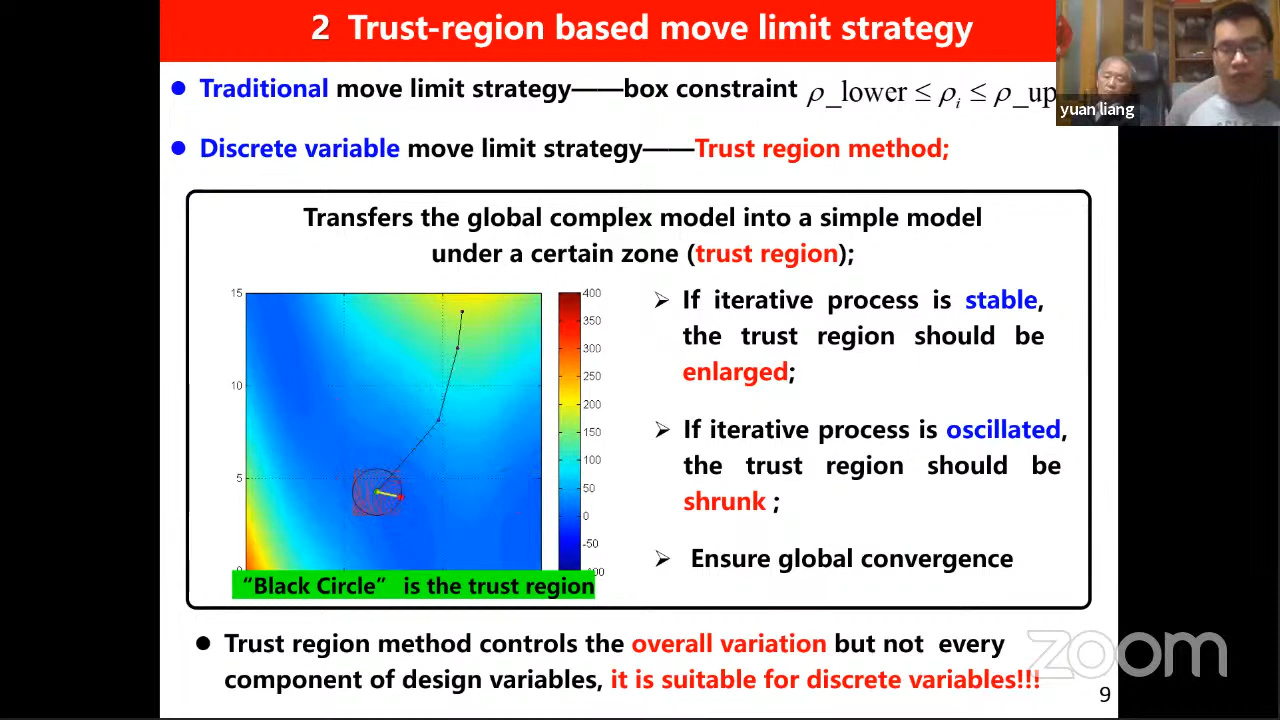 2 Trust-region based move limit strategy
yuan liang
● Traditional move limit strategy——box constraint ρ_lower ≤ ρᵢ ≤ ρ_up
● Discrete variable move limit strategy——Trust region method;
Transfers the global complex model into a simple model
under a certain zone (trust region);
15
10
5
0
400
350
300
250
200
150
100
50
0
-50
“Black Circle” is the trust region
➢ If iterative process is stable,
the trust region should be
enlarged;
➢ If iterative process is oscillated,
the trust region should be
shrunk ;
➢ Ensure global convergence
● Trust region method controls the overall variation but not every
component of design variables, it is suitable for discrete variables!!!
zoom
9